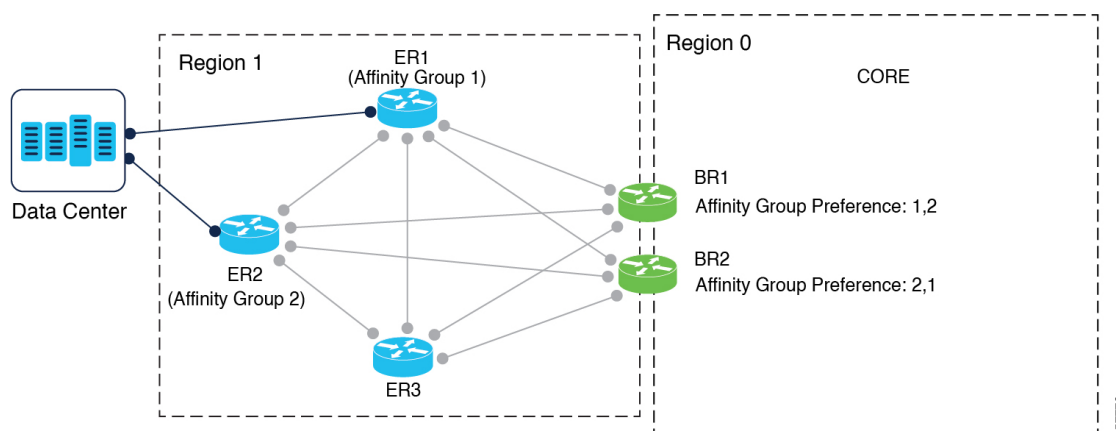 Region 1
ER1
(Affinity Group 1)
Region 0
CORE
Data Center
BR1
Affinity Group Preference: 1,2
ER2
(Affinity Group 2)
BR2
Affinity Group Preference: 2,1
ER3